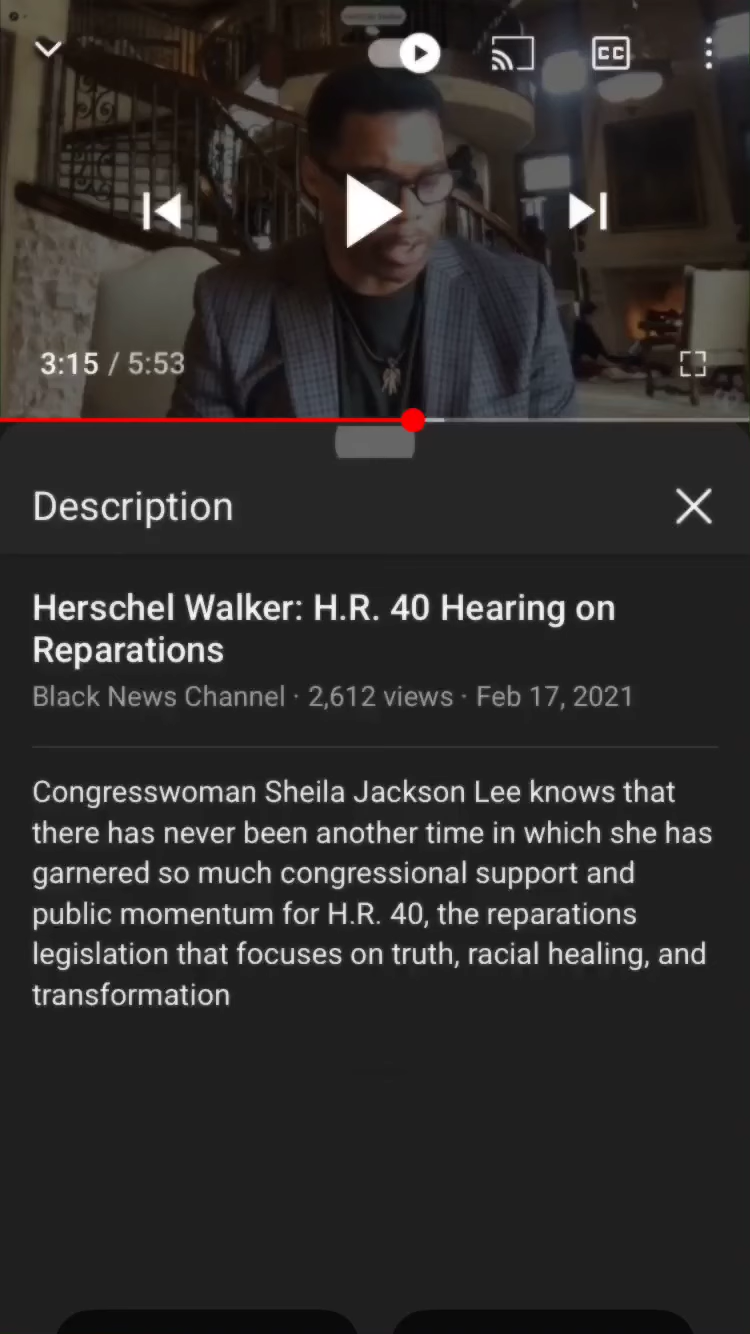 CC
3:15 / 5:53
Description
Herschel Walker: H.R. 40 Hearing on
Reparations
Black News Channel · 2,612 views · Feb 17, 2021
Congresswoman Sheila Jackson Lee knows that
there has never been another time in which she has
garnered so much congressional support and
public momentum for H.R. 40, the reparations
legislation that focuses on truth, racial healing, and
transformation